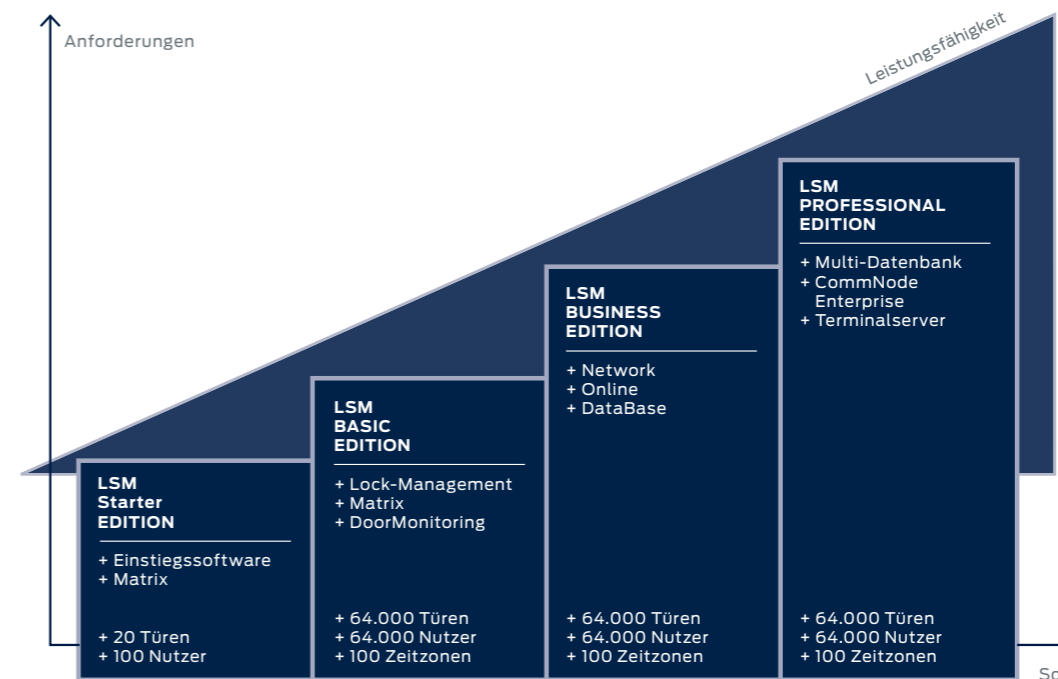 Anforderungen
Leistungsfähigkeit
LSM
Starter
EDITION
+ Einstiegssoftware
+ Matrix
+ 20 Türen
+ 100 Nutzer
LSM
BASIC
EDITION
+ Lock-Management
+ Matrix
+ DoorMonitoring
+ 64.000 Türen
+ 64.000 Nutzer
+ 100 Zeitzonen
LSM
BUSINESS
EDITION
+ Network
+ Online
+ DataBase
+ 64.000 Türen
+ 64.000 Nutzer
+ 100 Zeitzonen
LSM
PROFESSIONAL
EDITION
+ Multi-Datenbank
+ CommNode
Enterprise
+ Terminalserver
+ 64.000 Türen
+ 64.000 Nutzer
+ 100 Zeitzonen